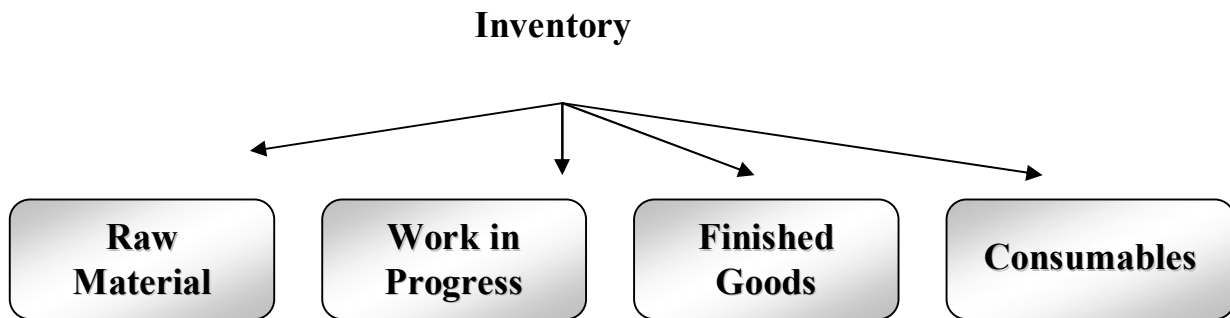 Inventory
Raw
Material
Work in
Progress
Finished
Goods
Consumables